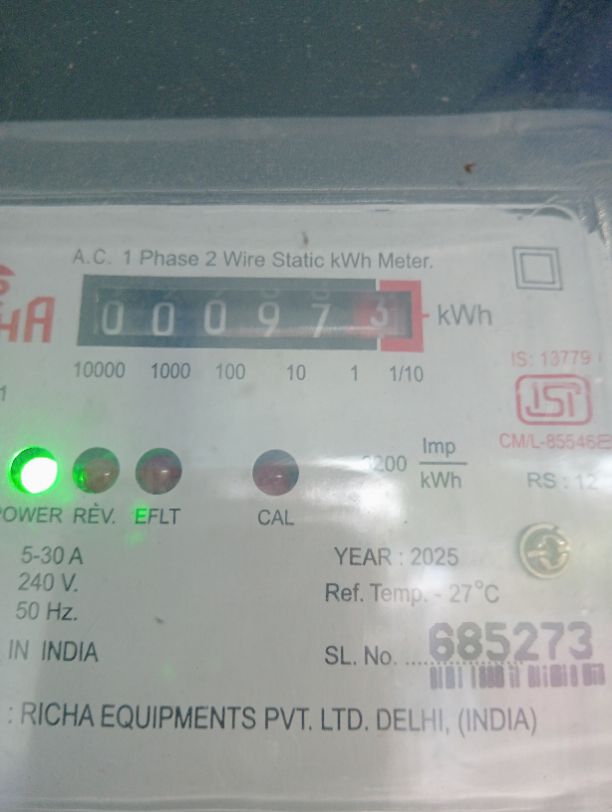 A.C. 1 Phase 2 Wire Static kWh Meter.
HA
0 0 0 9 7 3 kWh
10000 1000 100 10 1 1/10
IS: 13779
ISI
CM/L-85546
Imp
kWh
RS : 12
POWER REV. EFLT CAL
5-30 A
240 V.
50 Hz.
IN INDIA
YEAR : 2025
Ref. Temp. - 27°C
SL. No. 685273
: RICHA EQUIPMENTS PVT. LTD. DELHI, (INDIA)